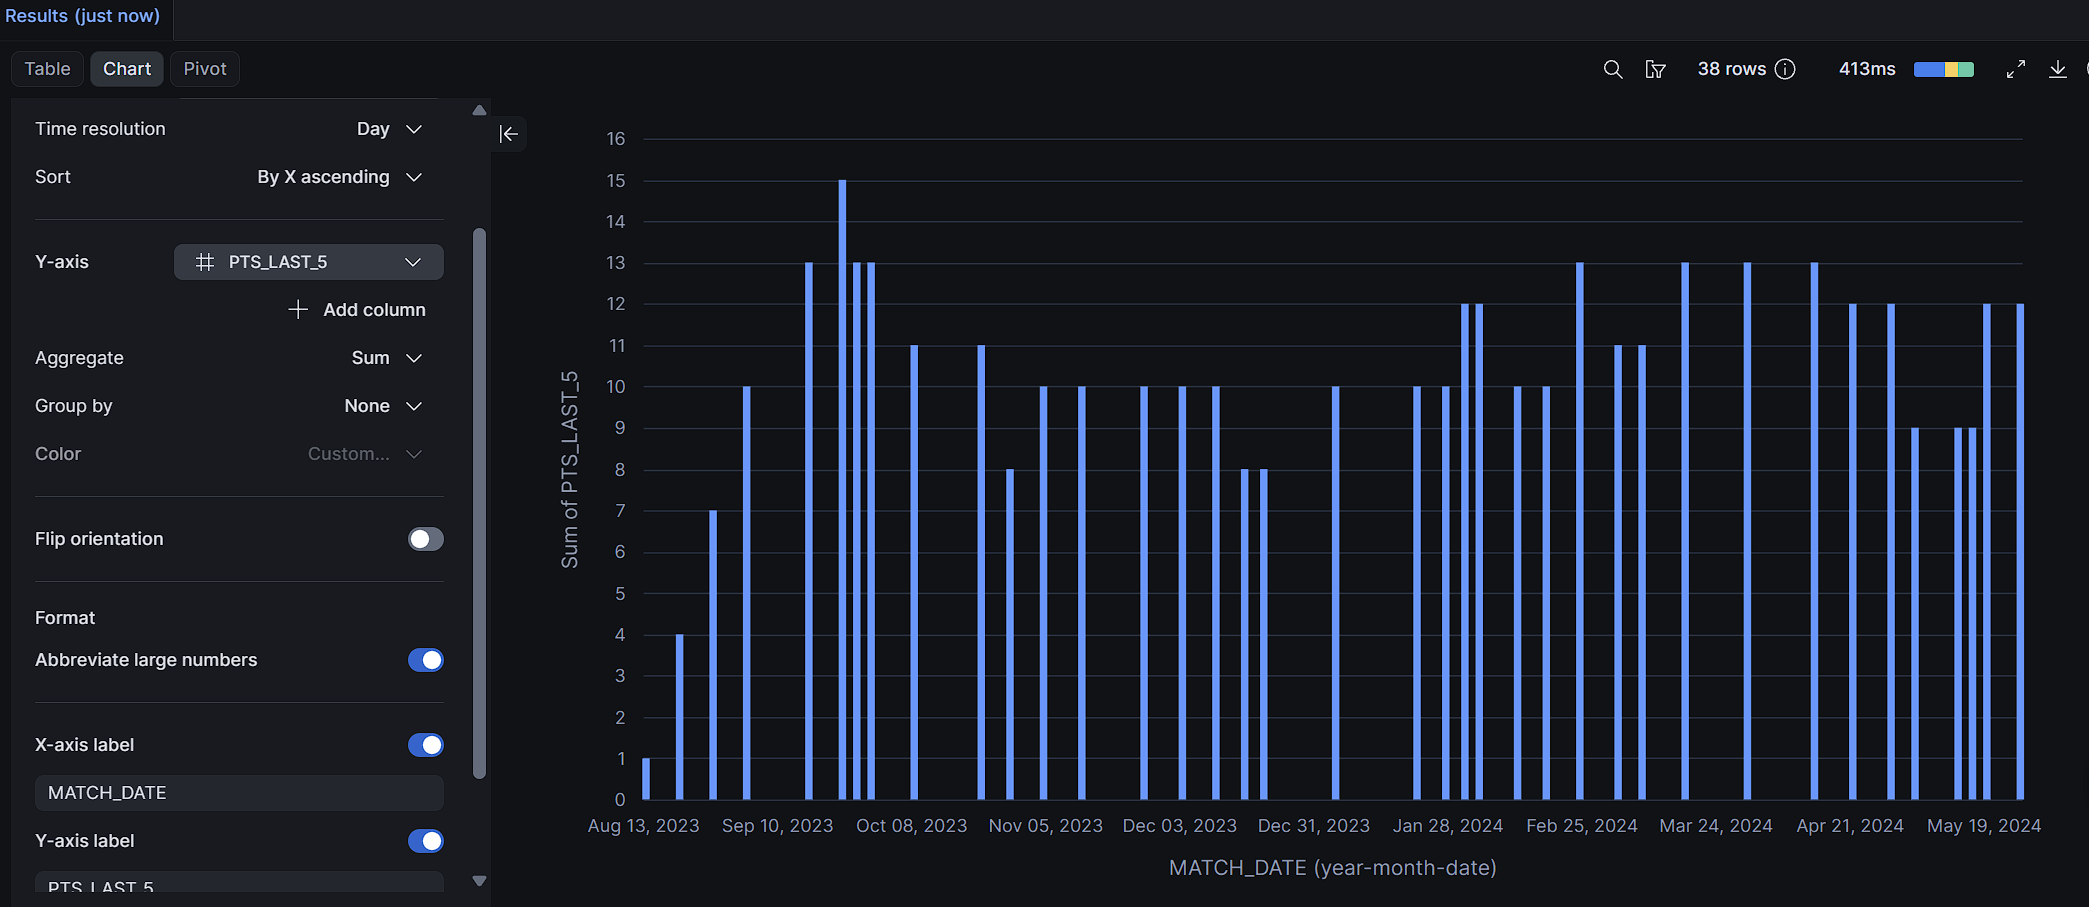 Results (just now)
Table Chart Pivot
38 rows 413ms
Time resolution Day
Sort By X ascending
Y-axis PTS_LAST_5
Add column
Aggregate Sum
Group by None
Color Custom...
Flip orientation
Format
Abbreviate large numbers
X-axis label
MATCH_DATE
Y-axis label
PTS_LAST_5
Sum of PTS_LAST_5
16
15
14
13
12
11
10
9
8
7
6
5
4
3
2
1
0
Aug 13, 2023 Sep 10, 2023 Oct 08, 2023 Nov 05, 2023 Dec 03, 2023 Dec 31, 2023 Jan 28, 2024 Feb 25, 2024 Mar 24, 2024 Apr 21, 2024 May 19, 2024
MATCH_DATE (year-month-date)